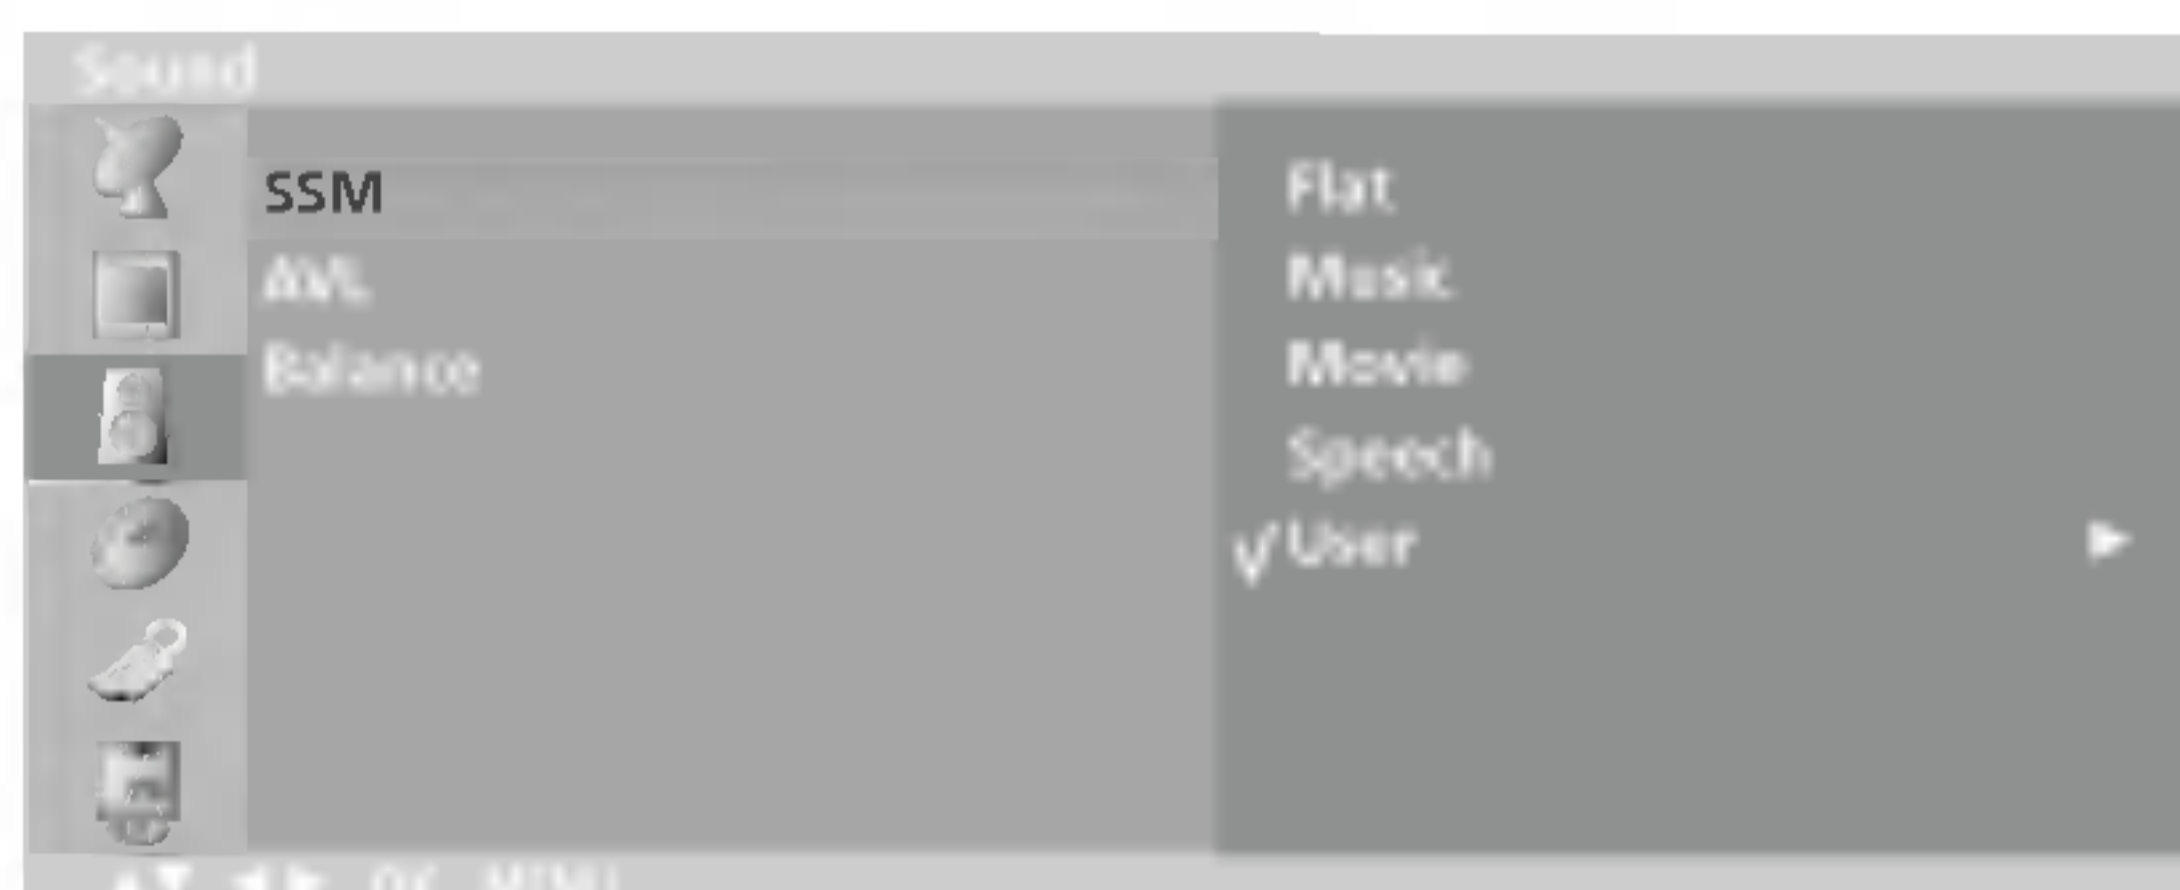 Sound
SSM
AVL
Balance
Flat
Music
Movie
Speech
√ User ►
▲▼ ◄► OK MENU